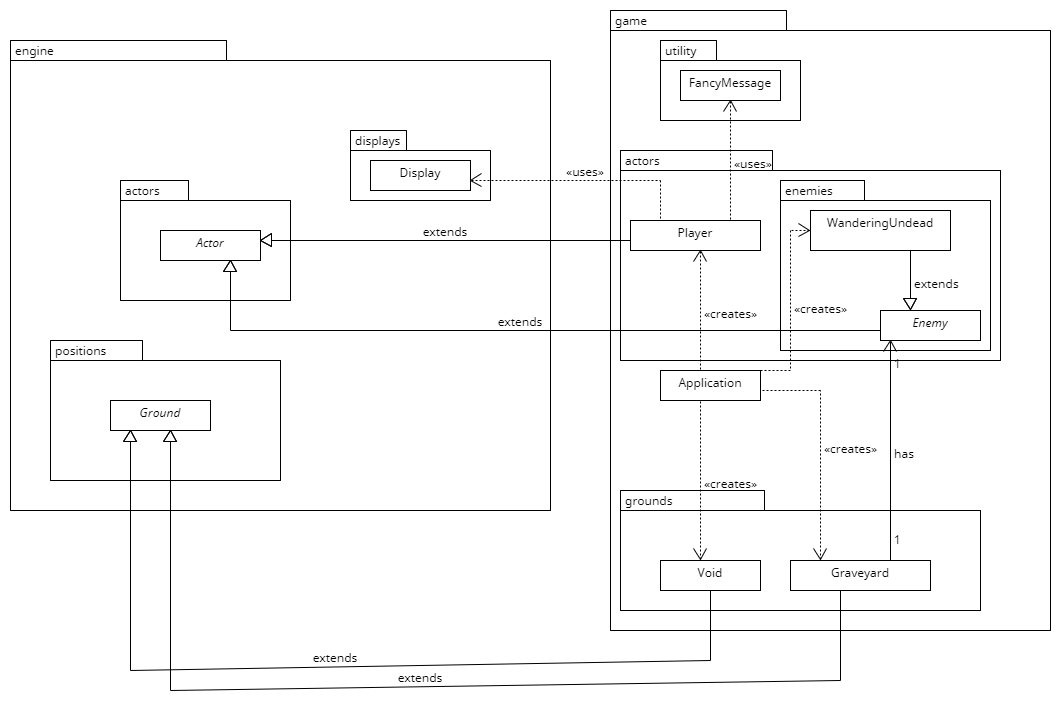 game
engine
utility
FancyMessage
displays
actors
«uses»
Display
«uses»
actors
enemies
WanderingUndead
extends
Player
Actor
extends
«creates»
«creates»
extends
Enemy
positions
1
Application
Ground
«creates»
has
«creates»
grounds
1
Void
Graveyard
extends
extends